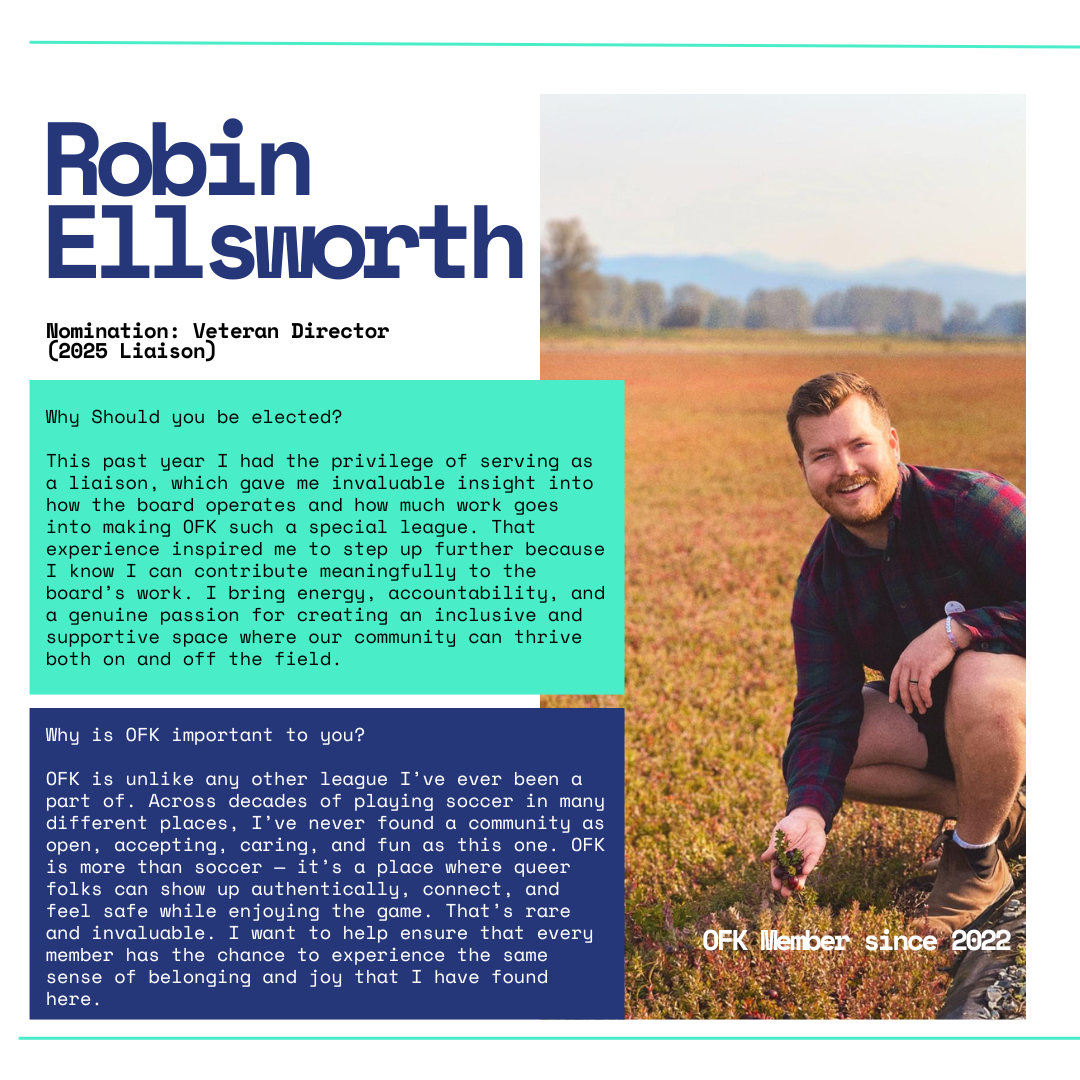 Robin
Ellsworth
Nomination: Veteran Director
(2025 Liaison)
Why Should you be elected?
This past year I had the privilege of serving as
a liaison, which gave me invaluable insight into
how the board operates and how much work goes
into making OFK such a special league. That
experience inspired me to step up further because
I know I can contribute meaningfully to the
board’s work. I bring energy, accountability, and
a genuine passion for creating an inclusive and
supportive space where our community can thrive
both on and off the field.
Why is OFK important to you?
OFK is unlike any other league I’ve ever been a
part of. Across decades of playing soccer in many
different places, I’ve never found a community as
open, accepting, caring, and fun as this one. OFK
is more than soccer — it’s a place where queer
folks can show up authentically, connect, and
feel safe while enjoying the game. That’s rare
and invaluable. I want to help ensure that every
member has the chance to experience the same
sense of belonging and joy that I have found
here.
OFK Member since 2022